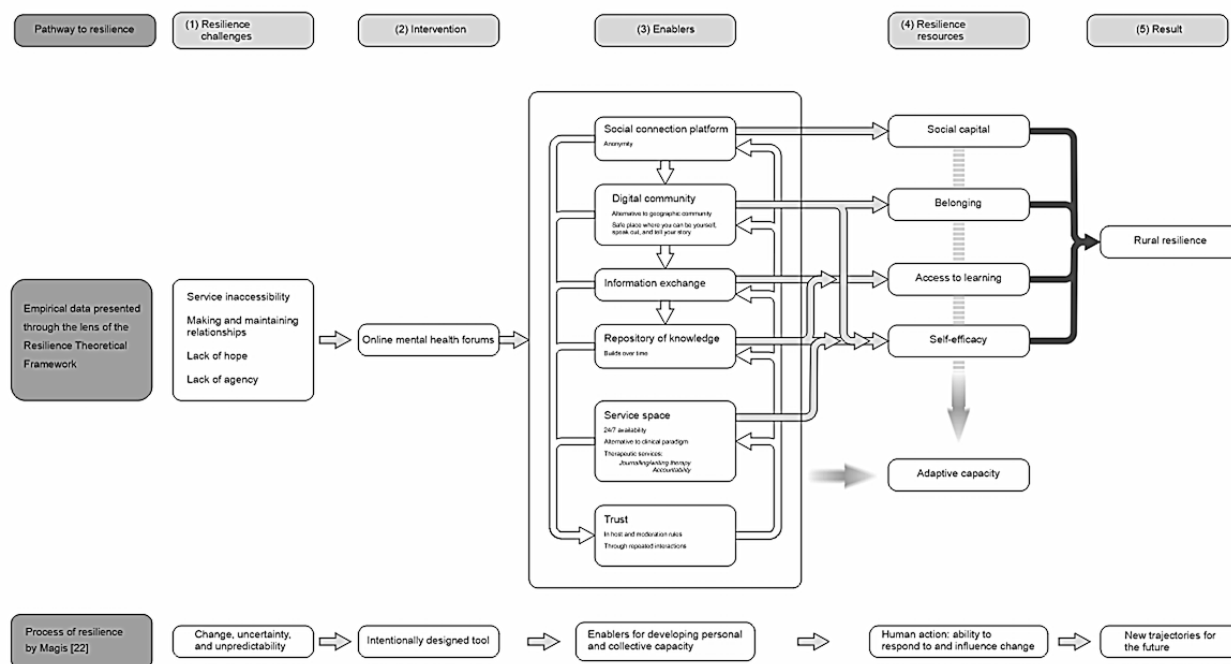 Pathway to resilience
(1) Resilience
challenges
(2) Intervention
(3) Enablers
(4) Resilience
resources
(5) Result
Empirical data presented
through the lens of the
Resilience Theoretical
Framework
Service inaccessibility
Making and maintaining
relationships
Lack of hope
Lack of agency
Online mental health forums
Social connection platform
Anonymity
Digital community
Alternative to geographic community
Safe place where you can be yourself,
speak out, and tell your story
Information exchange
Repository of knowledge
Builds over time
Service space
24/7 availability
Alternative to clinical paradigm
Therapeutic services:
Journaling/writing therapy
Accountability
Trust
In host and moderation rules
Through repeated interactions
Social capital
Belonging
Access to learning
Self-efficacy
Adaptive capacity
Rural resilience
Process of resilience
by Magis [22]
Change, uncertainty,
and unpredictability
Intentionally designed tool
Enablers for developing personal
and collective capacity
Human action: ability to
respond to and influence change
New trajectories for
the future